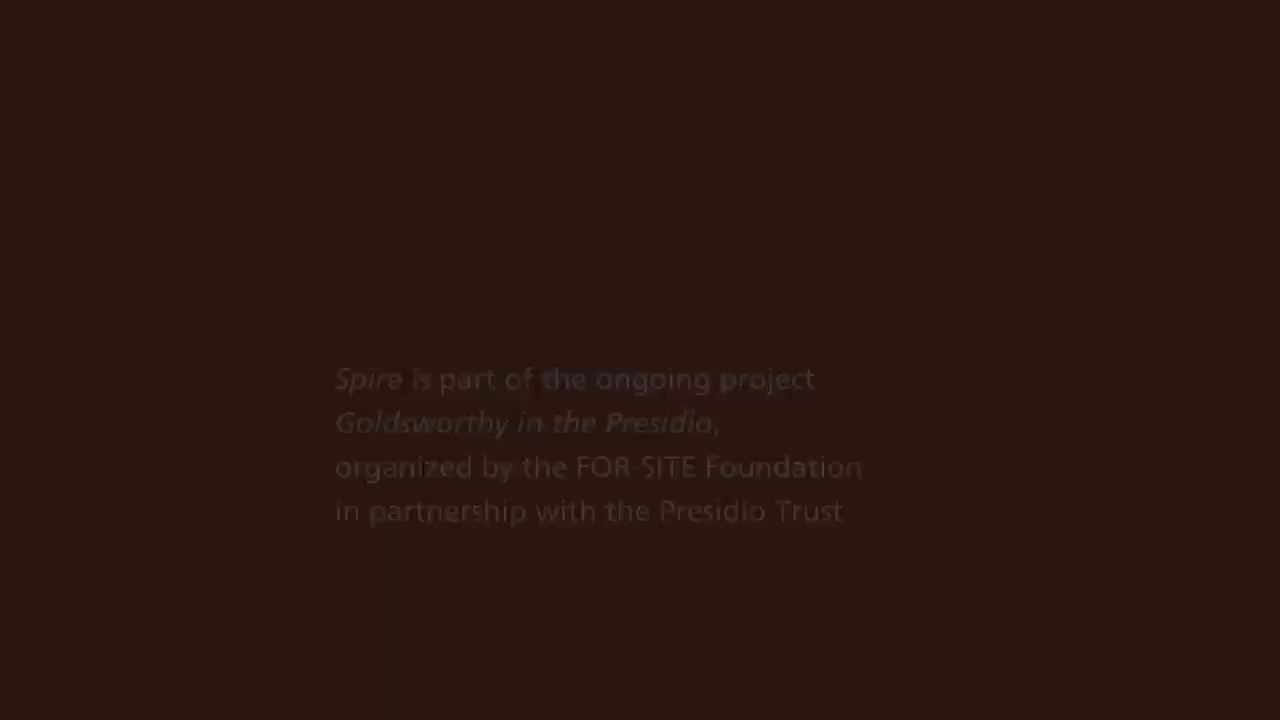 Spire is part of the ongoing project
Goldsworthy in the Presidio,
organized by the FOR-SITE Foundation
in partnership with the Presidio Trust